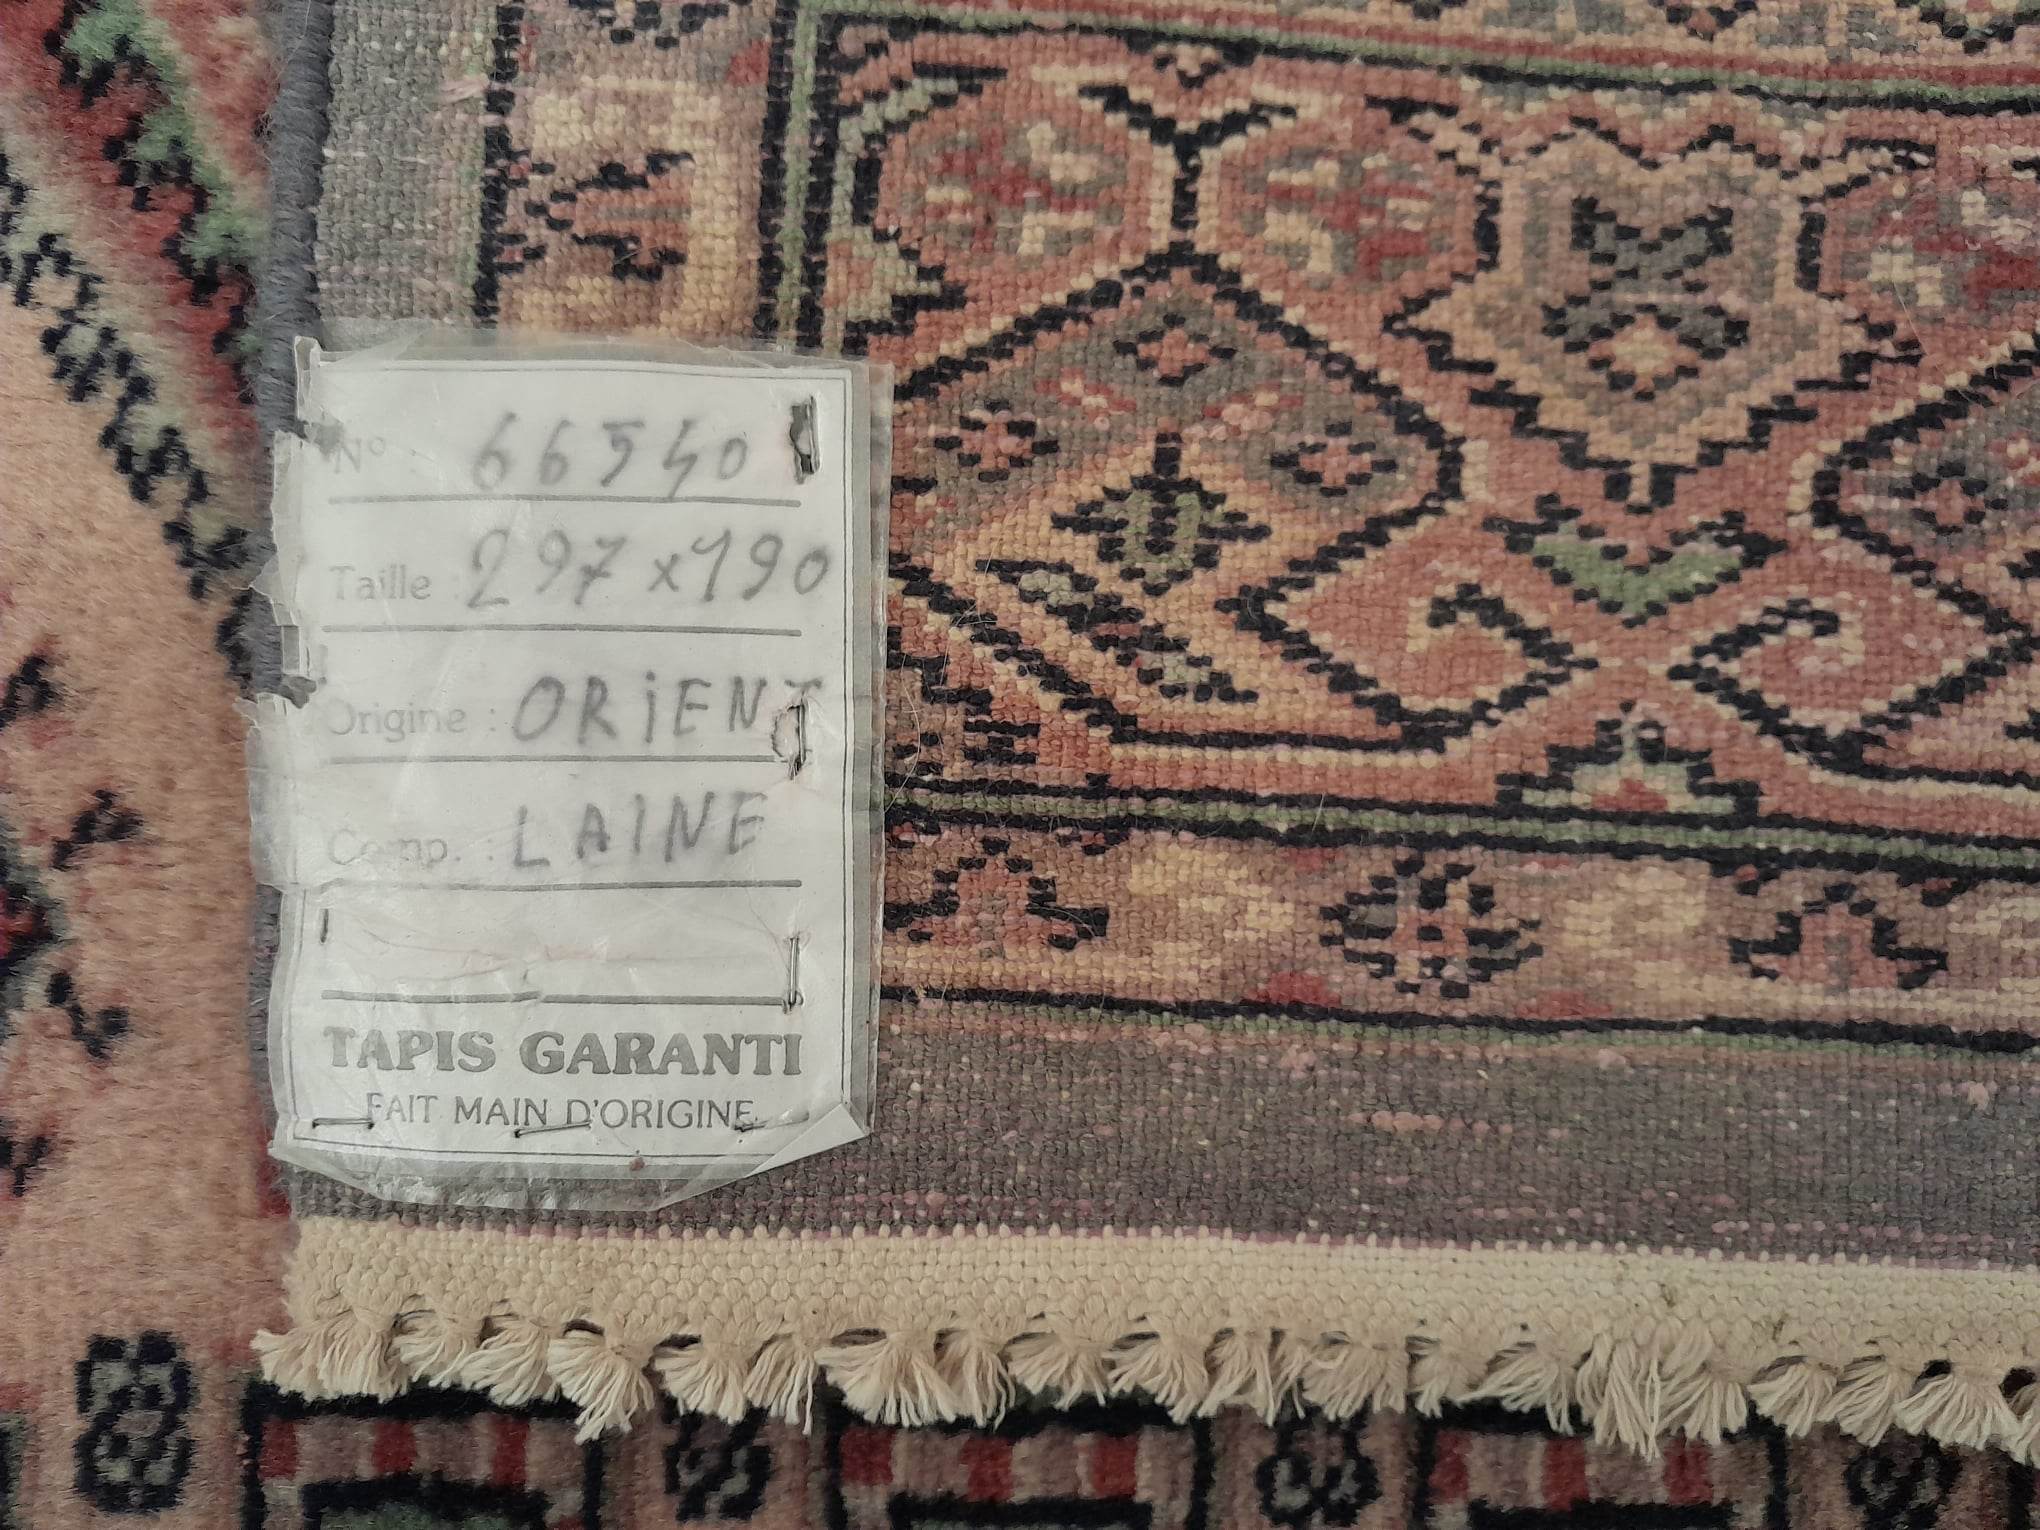 N° : 66540
Taille : 297 x 190
Origine : ORIENT
Comp. : LAINE
TAPIS GARANTI
FAIT MAIN D'ORIGINE